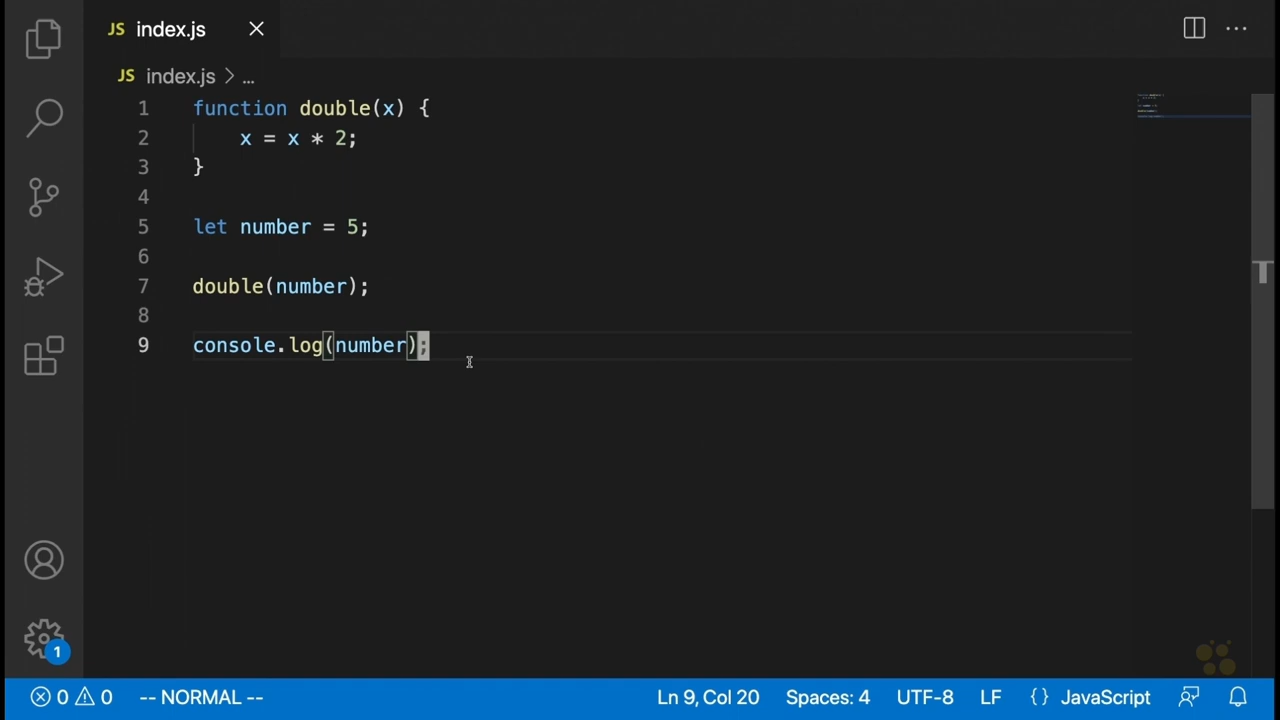 JS index.js
JS index.js > ...
1 function double(x) {
2     x = x * 2;
3 }
4
5 let number = 5;
6
7 double(number);
8
9 console.log(number);
1
0 0 -- NORMAL -- Ln 9, Col 20 Spaces: 4 UTF-8 LF {} JavaScript